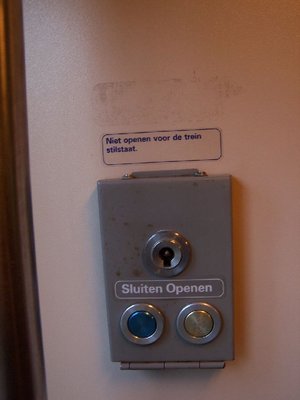 Niet openen voor de trein
stilstaat.
Sluiten Openen